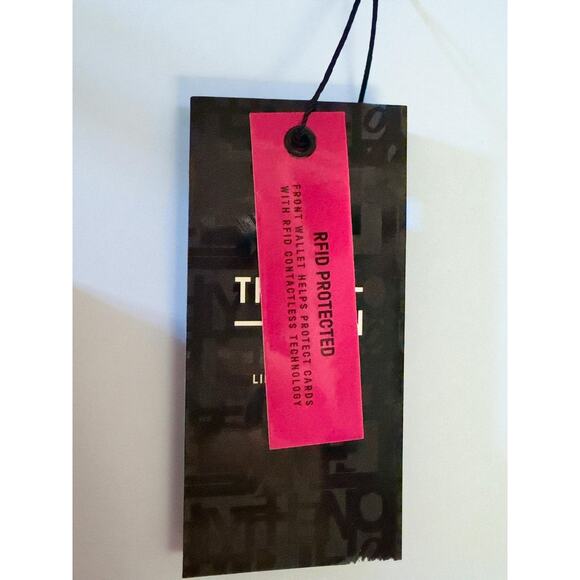 RFID PROTECTED
FRONT WALLET HELPS PROTECT CARDS
WITH RFID CONTACTLESS TECHNOLOGY